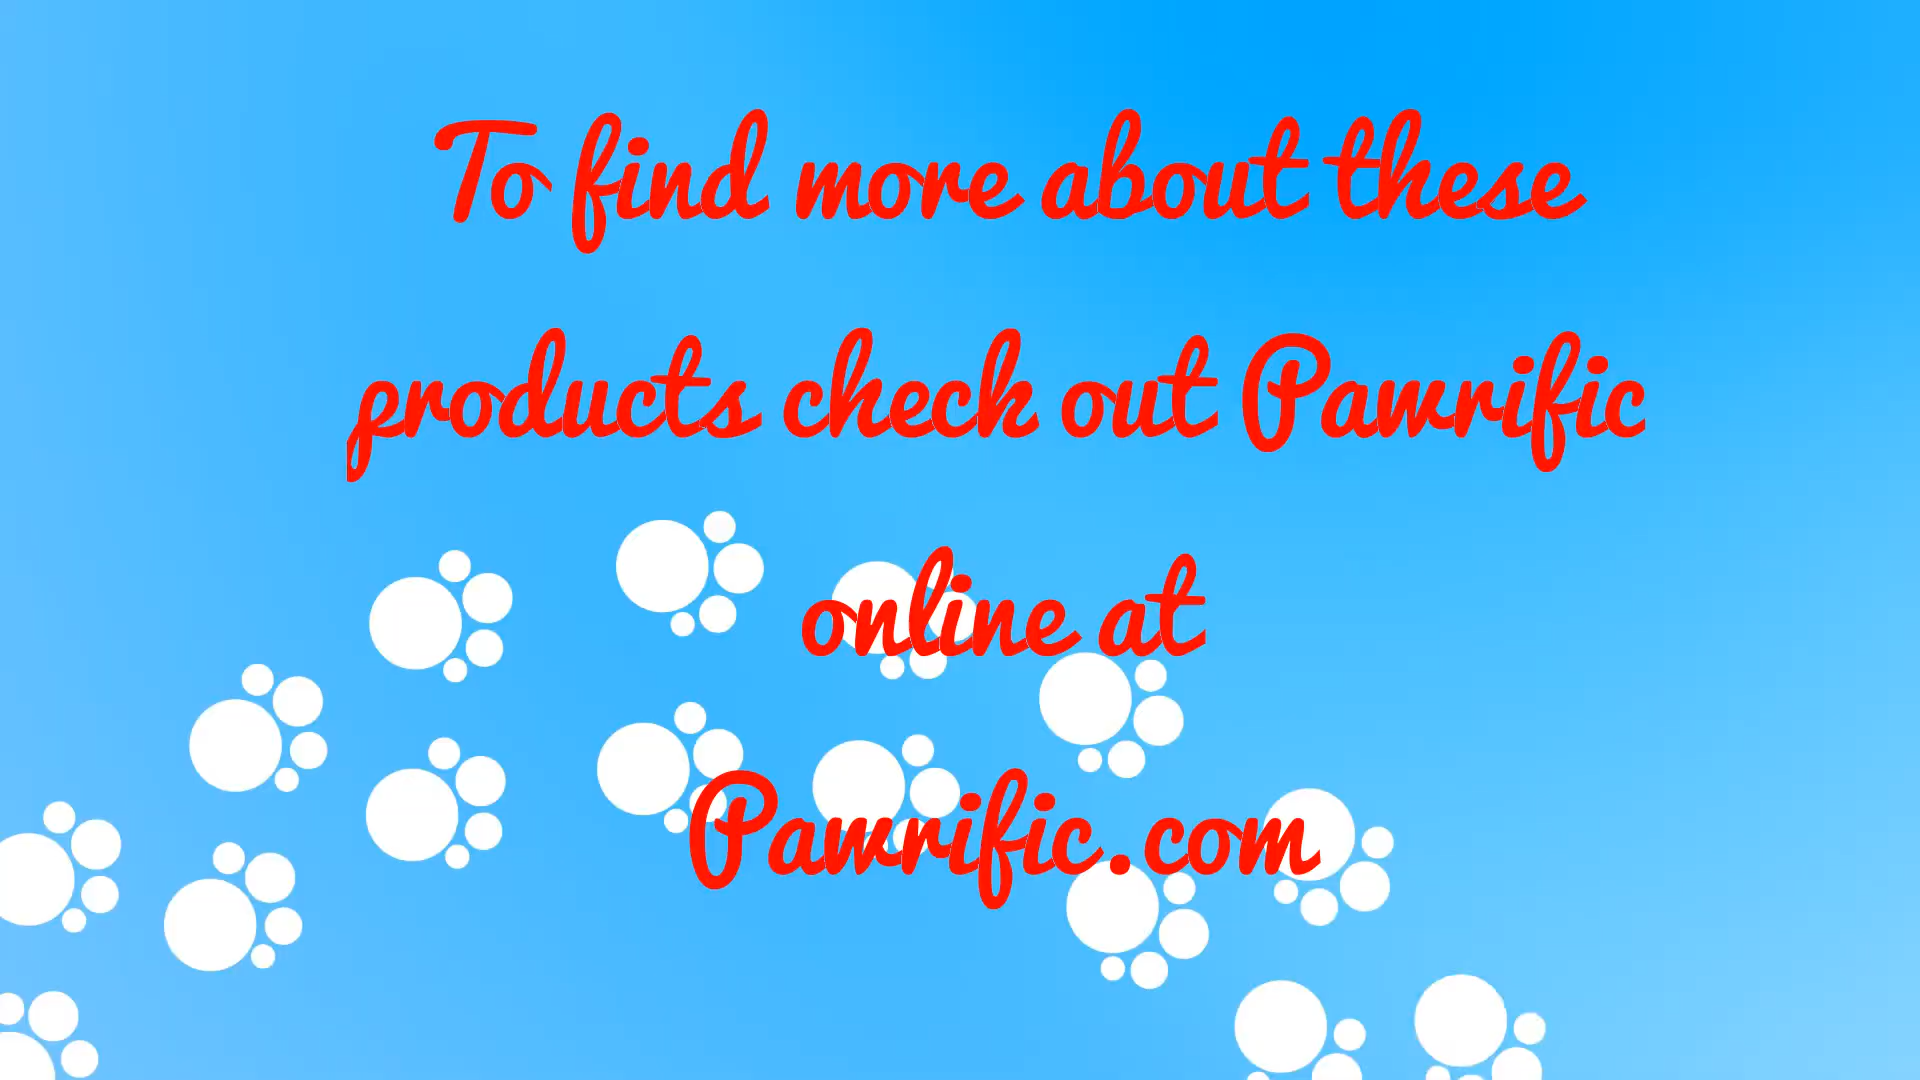 To find more about these
products check out Pawrific
online at
Pawrific.com